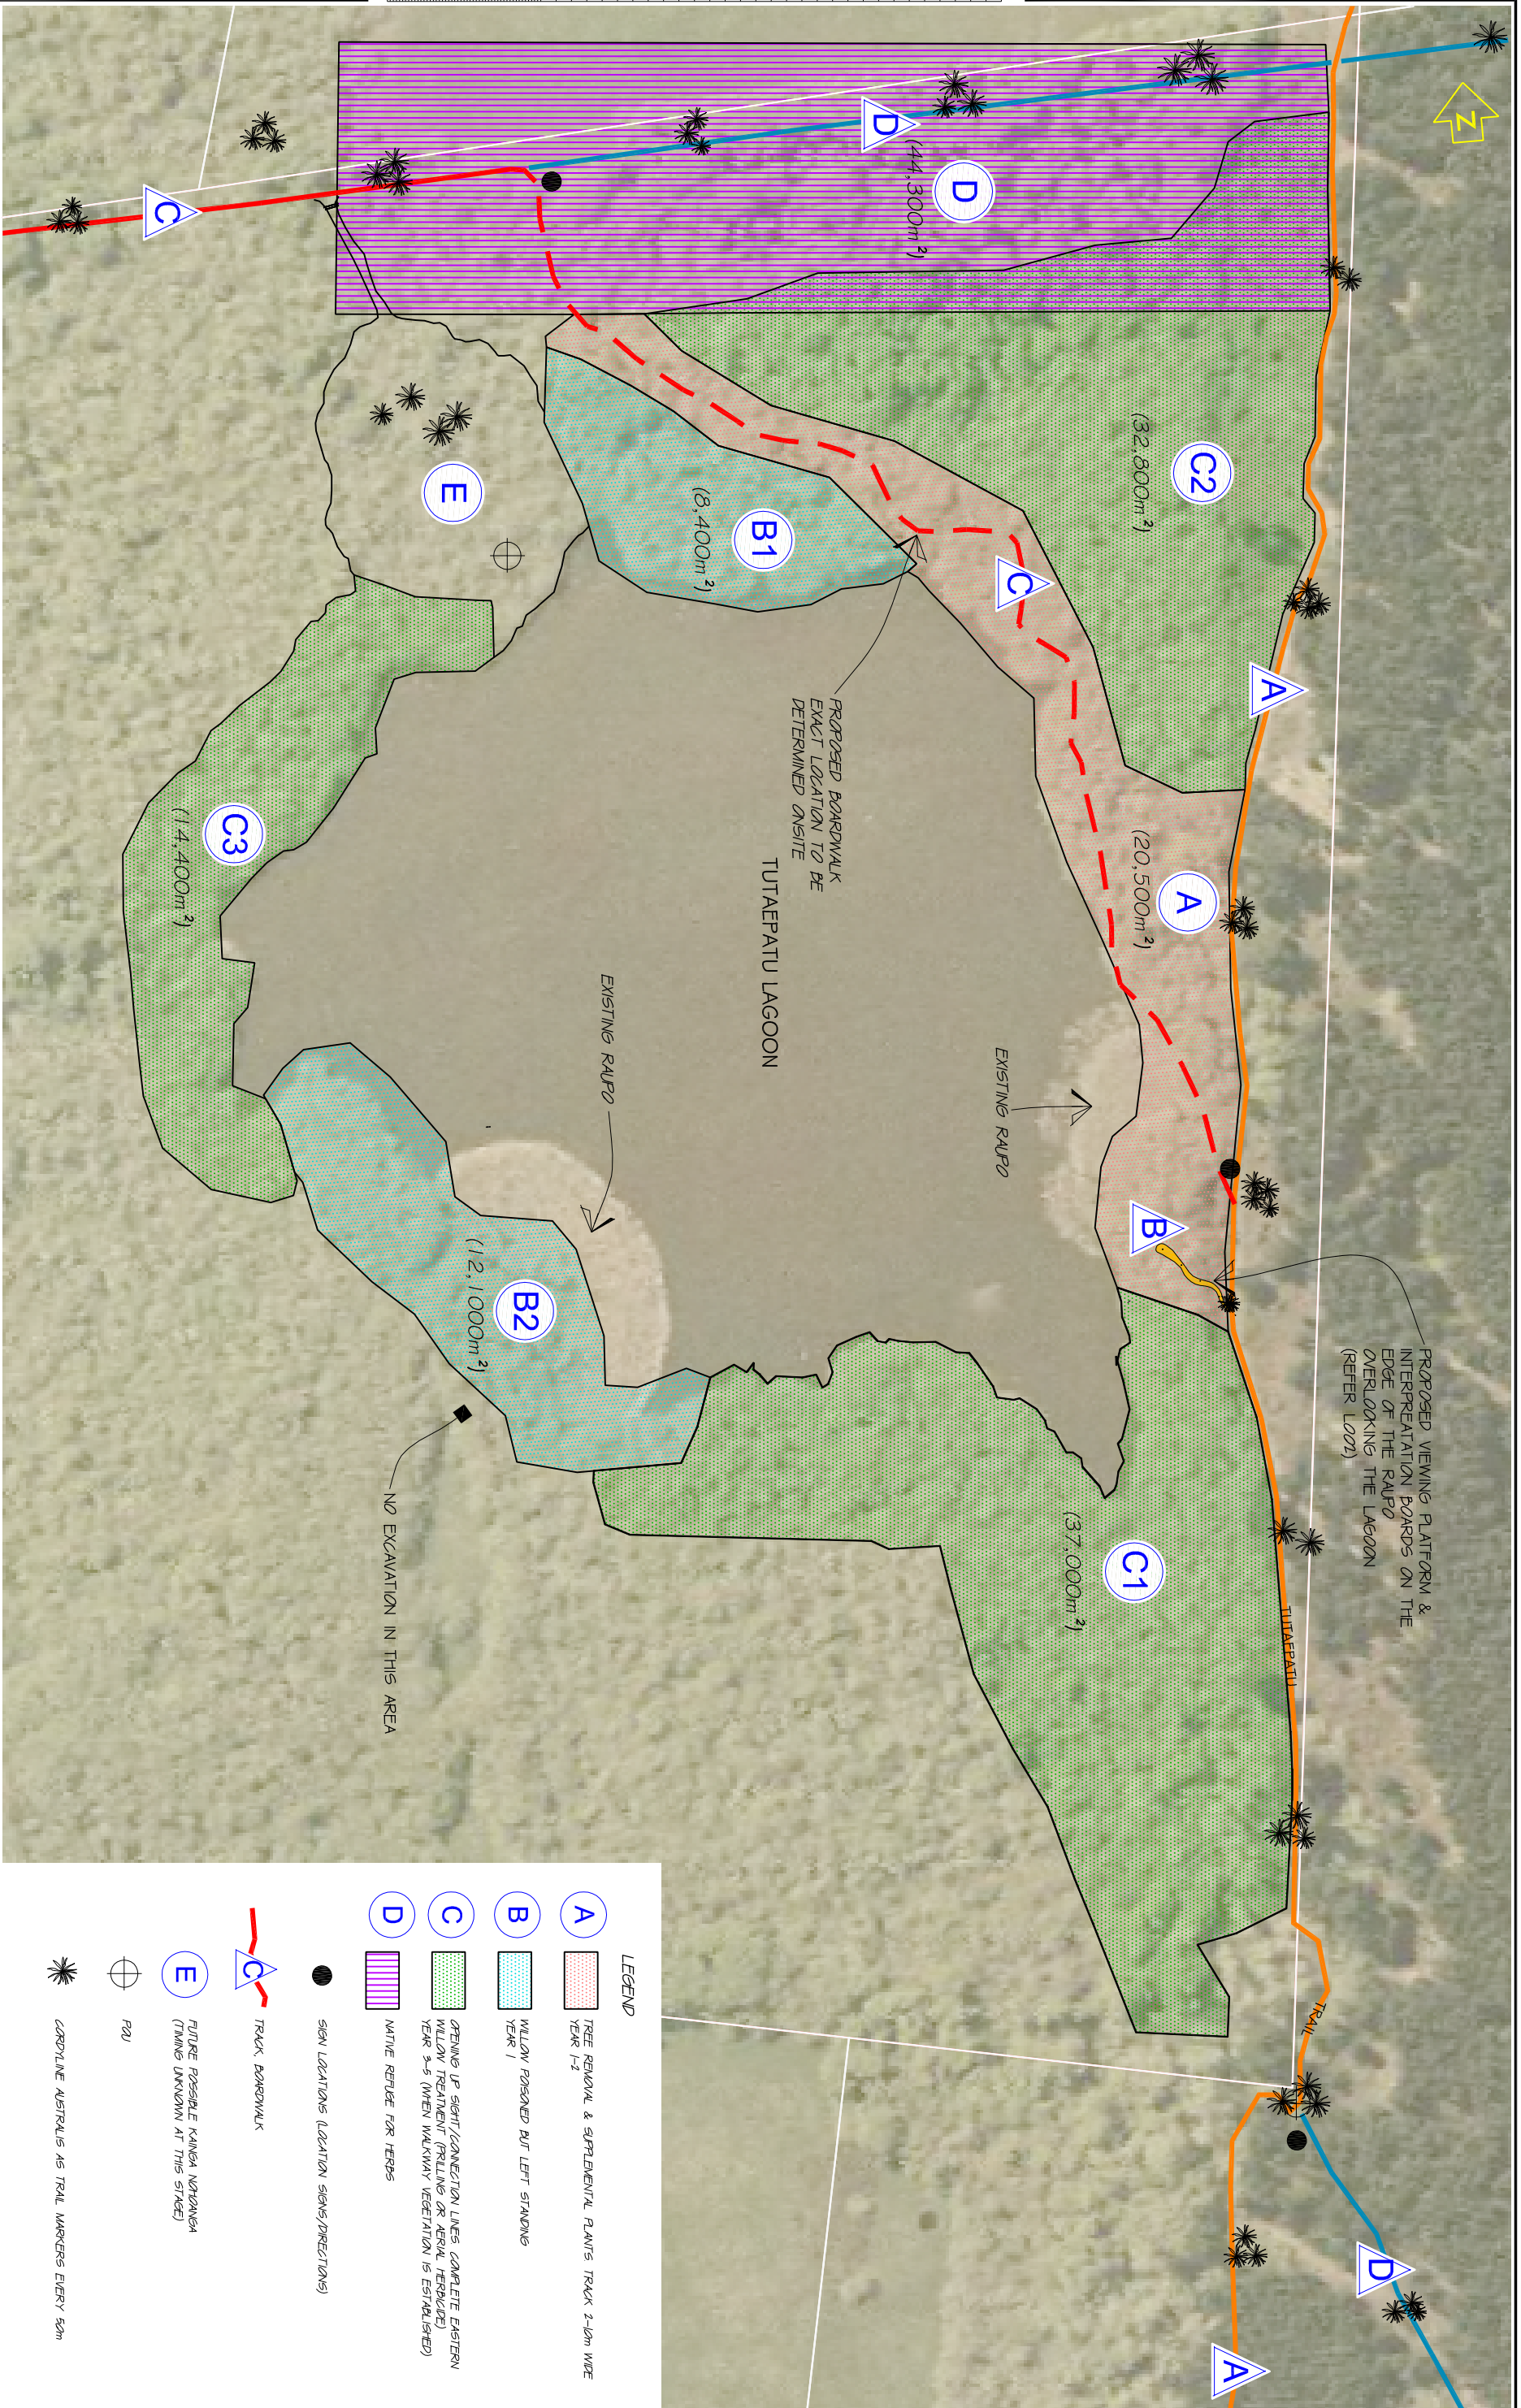 N
D
D
(44,300m²)
C
C2
(32,800m²)
A
B1
(8,400m²)
C
E
PROPOSED BOARDWALK
EXACT LOCATION TO BE
DETERMINED ONSITE
A
(20,500m²)
TUTAEPATU LAGOON
C3
(14,400m²)
EXISTING RAUPO
EXISTING RAUPO
B
B2
(12,1000m²)
PROPOSED VIEWING PLATFORM &
INTERPREATATION BOARDS ON THE
EDGE OF THE RAUPO
OVERLOOKING THE LAGOON
(REFER L002)
NO EXCAVATION IN THIS AREA
C1
(37,000m²)
TUTAEPATU
TRAIL
D
A
LEGEND
A
TREE REMOVAL & SUPPLEMENTAL PLANTS TRACK 2-10m WIDE
YEAR 1-2
B
WILLOW POISONED BUT LEFT STANDING
YEAR 1
C
OPENING UP SIGHT/CONNECTION LINES COMPLETE EASTERN
WILLOW TREATMENT (PRILLING OR AERIAL HERBICIDE)
YEAR 3-5 (WHEN WALKWAY VEGETATION IS ESTABLISHED)
D
NATIVE REFUGE FOR HERBS
SIGN LOCATIONS (LOCATION SIGNS/DIRECTIONS)
C
TRACK, BOARDWALK
E
FUTURE POSSIBLE KAINGA NOHOANGA
(TIMING UNKNOWN AT THIS STAGE)
POU
CORDYLINE AUSTRALIS AS TRAIL MARKERS EVERY 50m